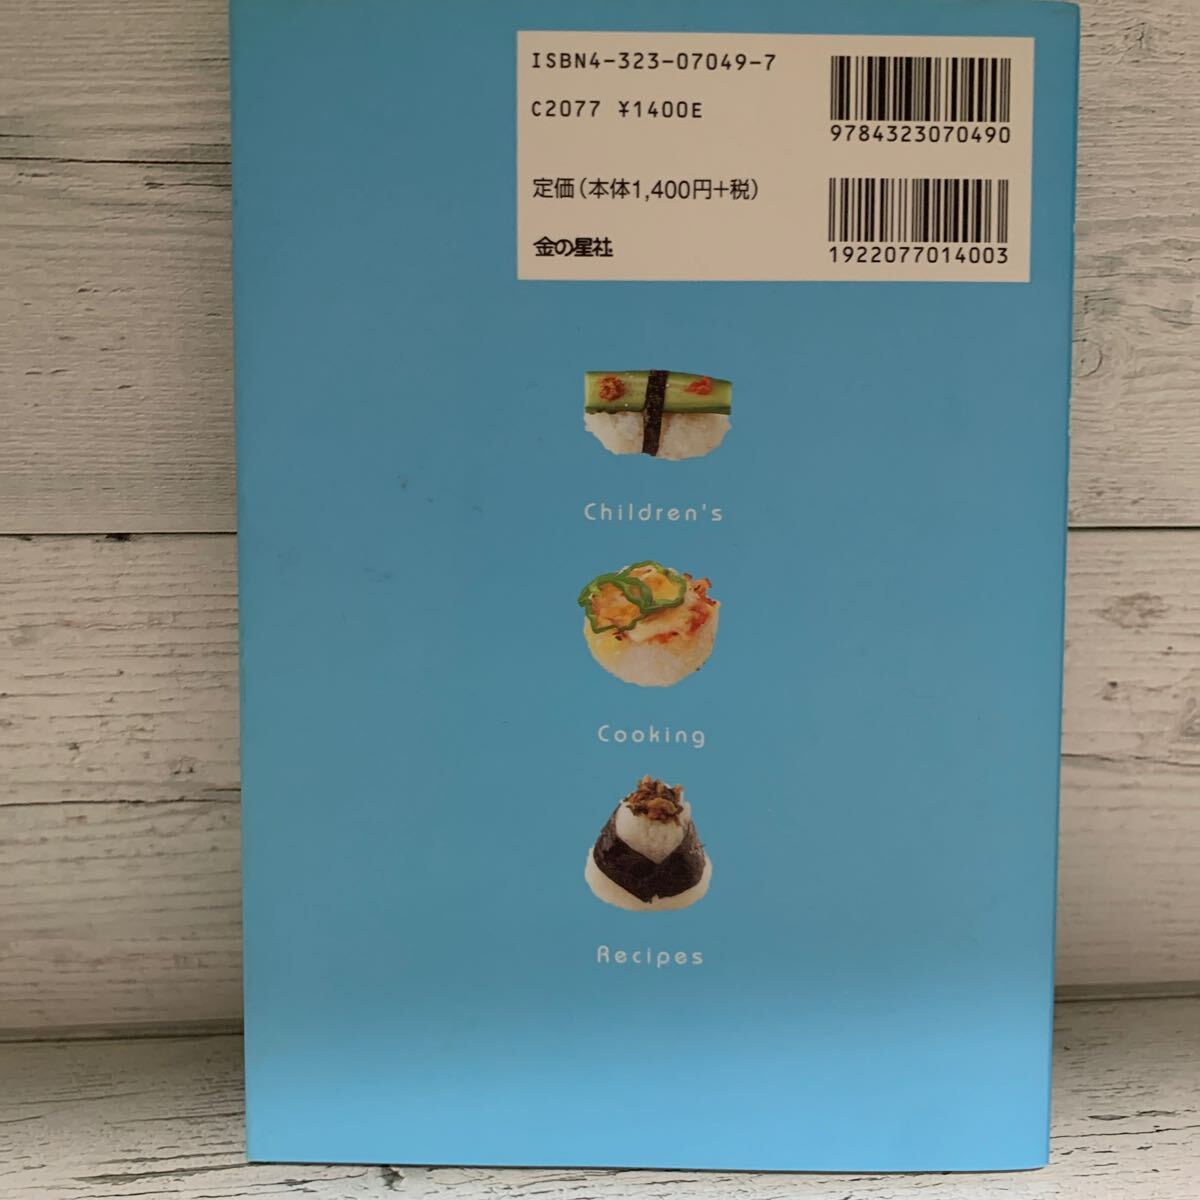 ISBN4-323-07049-7
C2077 ¥1400E
9784323070490
定価(本体1,400円+税)
金の星社
1922077014003
Children's
Cooking
Recipes